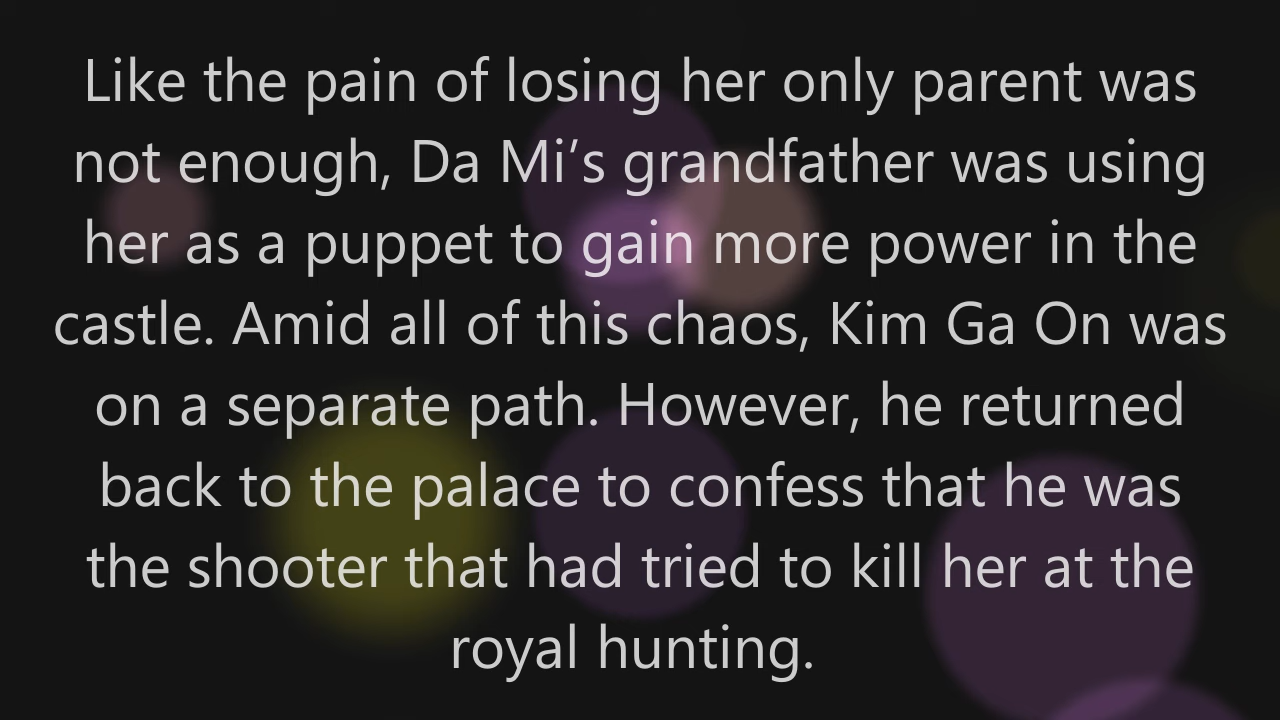 Like the pain of losing her only parent was
not enough, Da Mi’s grandfather was using
her as a puppet to gain more power in the
castle. Amid all of this chaos, Kim Ga On was
on a separate path. However, he returned
back to the palace to confess that he was
the shooter that had tried to kill her at the
royal hunting.